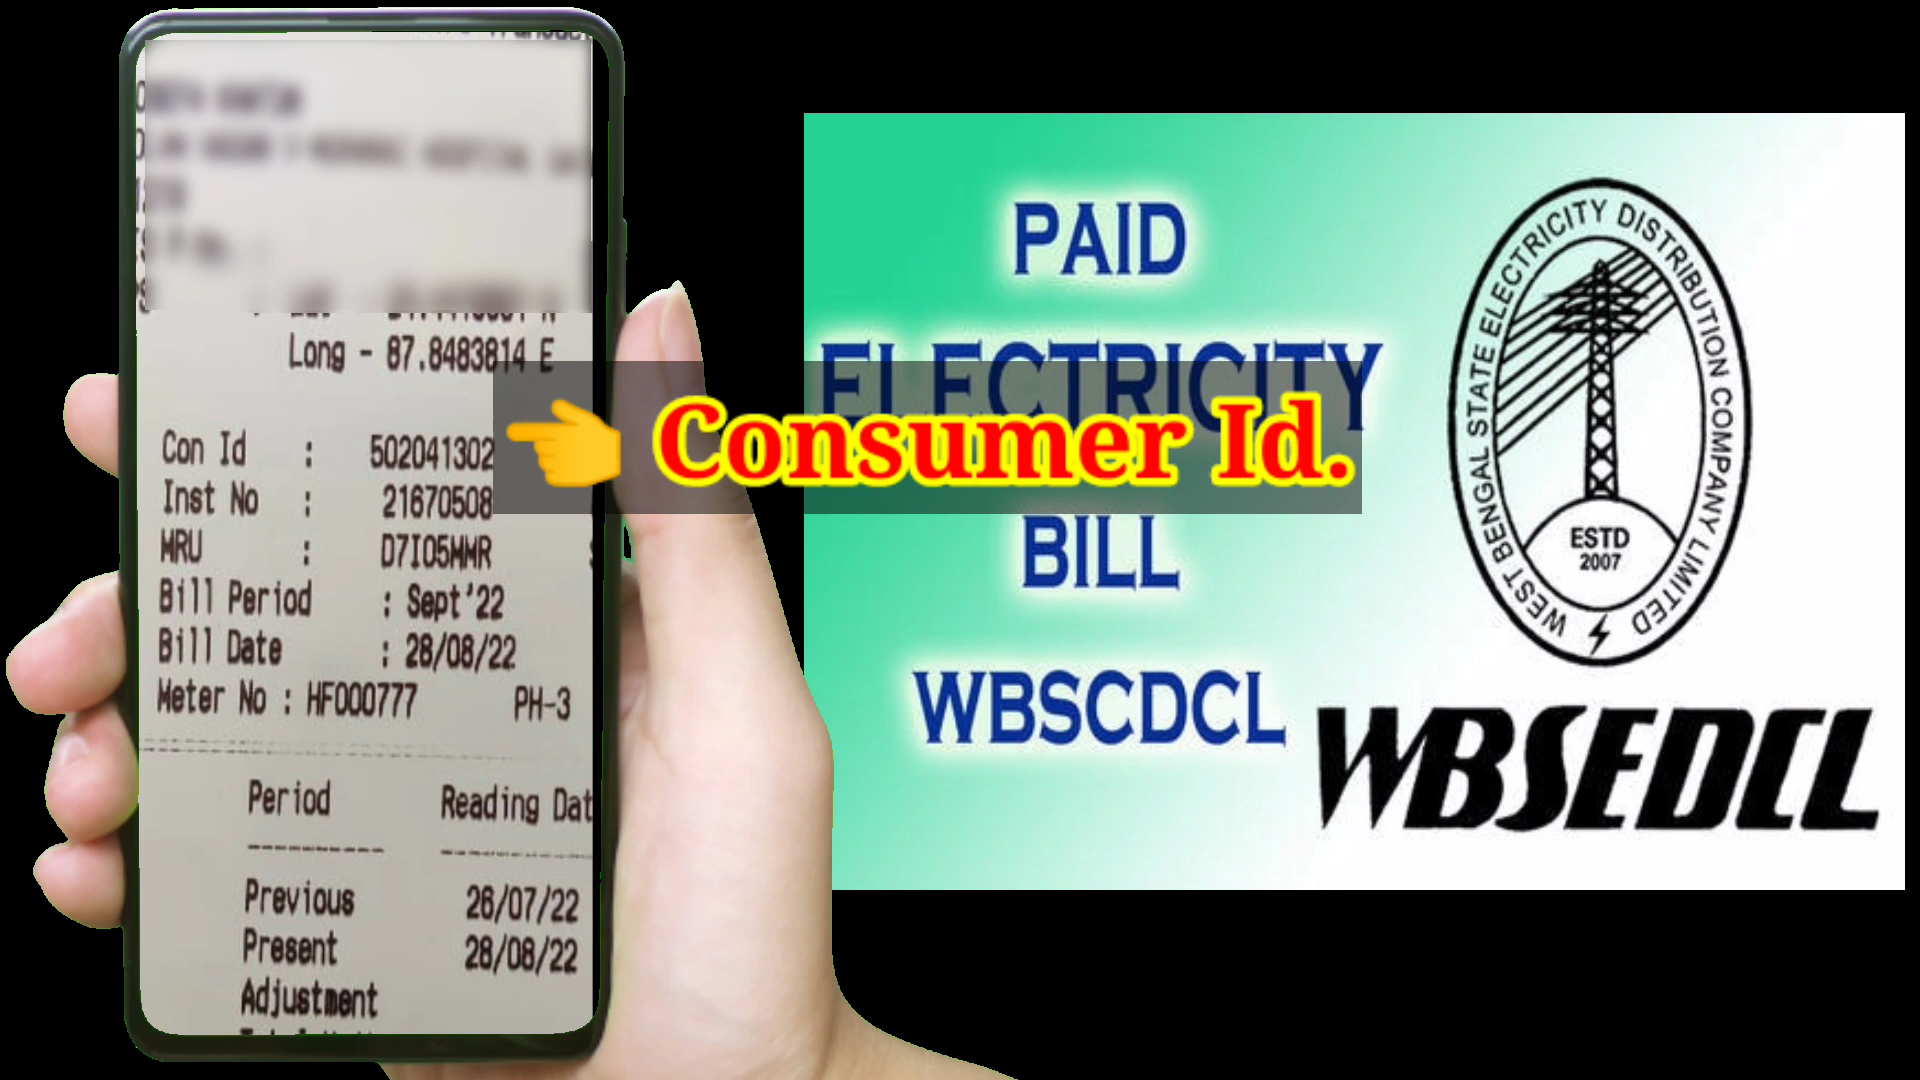 Long - 87.8483814 E
Con Id : 502041302
Inst No : 21670508
MRU : D7I05MMR
Bill Period : Sept'22
Bill Date : 28/08/22
Meter No : HF000777 PH-3
Period Reading Dat
Previous 26/07/22
Present 28/08/22
Adjustment
👈 Consumer Id.
PAID
ELECTRICITY
BILL
WBSCDCL
WEST BENGAL STATE ELECTRICITY DISTRIBUTION COMPANY LIMITED
ESTD
2007
WBSEDCL